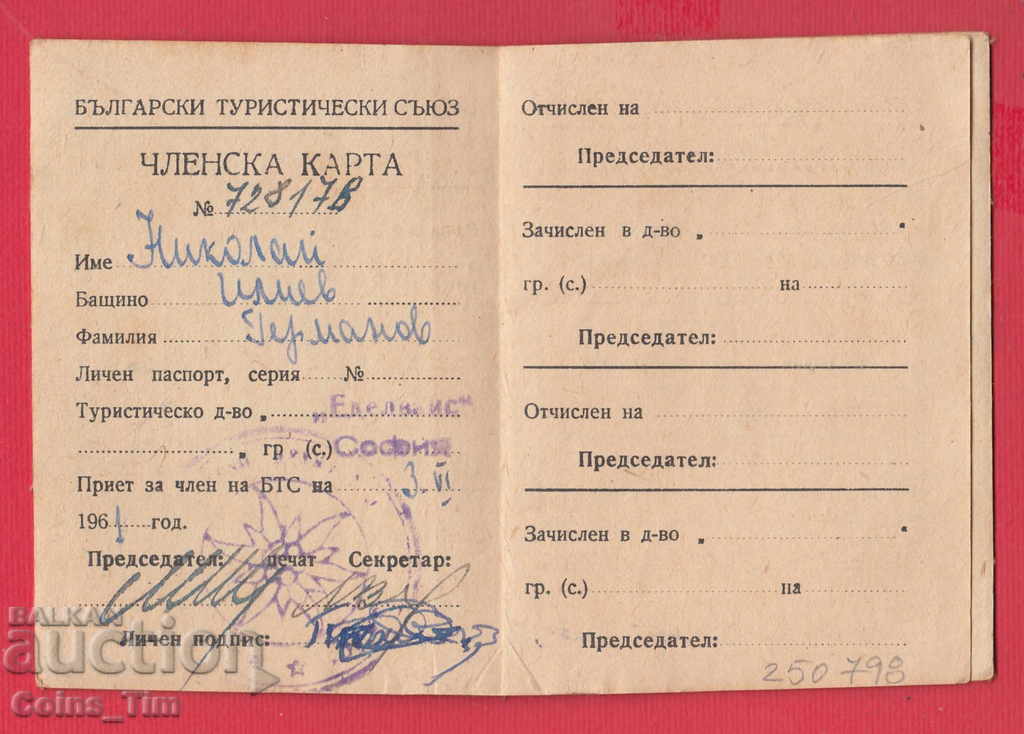 БЪЛГАРСКИ ТУРИСТИЧЕСКИ СЪЮЗ
ЧЛЕНСКА КАРТА
№ 728178
Име Николай
Бащино Илиев
Фамилия Германов
Личен паспорт, серия № 
Туристическо д-во „
„ гр (с.) София
Приет за член на БТС на 3. VI
1961 год.
Председател: печат Секретар:
Личен подпис:
Отчислен на
Председател:
Зачислен в д-во „ “
гр. (с.) на
Председател:
Отчислен на
Председател:
Зачислен в д-во „ “
гр. (с.) на
Председател:
250 798
BALKAN
auction
Coins_Tim